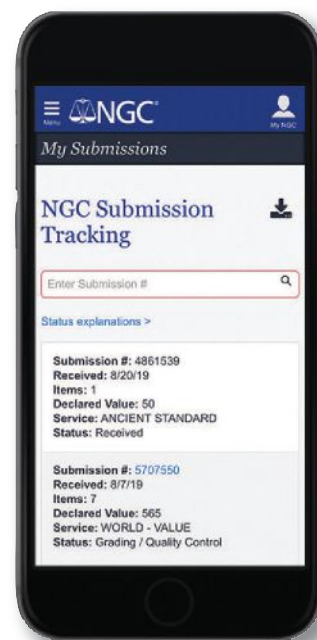 NGC
Menu
My NGC
My Submissions
NGC Submission
Tracking
Enter Submission #
Status explanations >
Submission #: 4861539
Received: 8/20/19
Items: 1
Declared Value: 50
Service: ANCIENT STANDARD
Status: Received
Submission #: 5707550
Received: 8/7/19
Items: 7
Declared Value: 565
Service: WORLD - VALUE
Status: Grading / Quality Control